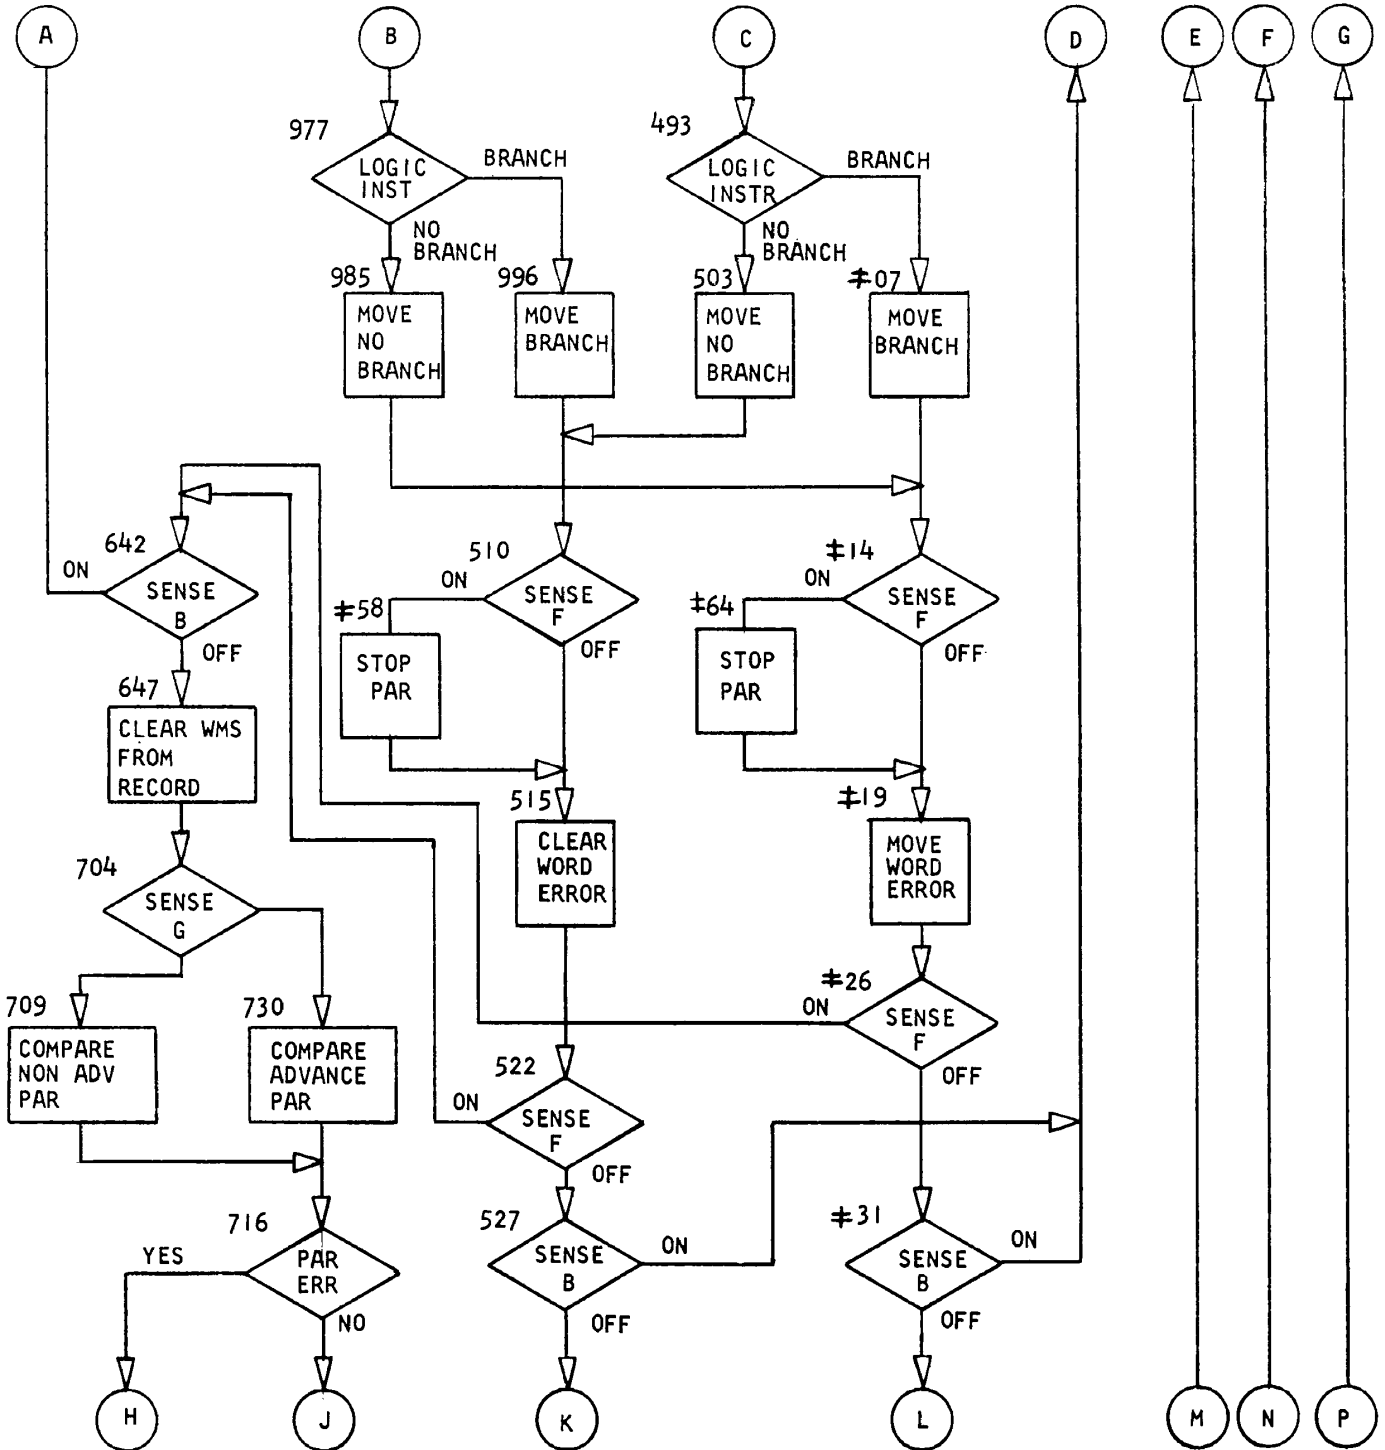 A
B
C
D
E
F
G
977
LOGIC
INST
BRANCH
NO
BRANCH
493
LOGIC
INSTR
BRANCH
NO
BRANCH
985
MOVE
NO
BRANCH
996
MOVE
BRANCH
503
MOVE
NO
BRANCH
‡07
MOVE
BRANCH
642
ON
SENSE
B
OFF
510
ON
SENSE
F
OFF
‡14
ON
SENSE
F
OFF
‡58
STOP
PAR
‡64
STOP
PAR
647
CLEAR WMS
FROM
RECORD
515
CLEAR
WORD
ERROR
‡19
MOVE
WORD
ERROR
704
SENSE
G
‡26
ON
SENSE
F
OFF
709
COMPARE
NON ADV
PAR
730
COMPARE
ADVANCE
PAR
522
ON
SENSE
F
OFF
716
YES
PAR
ERR
NO
527
SENSE
B
ON
OFF
‡31
SENSE
B
ON
OFF
H
J
K
L
M
N
P